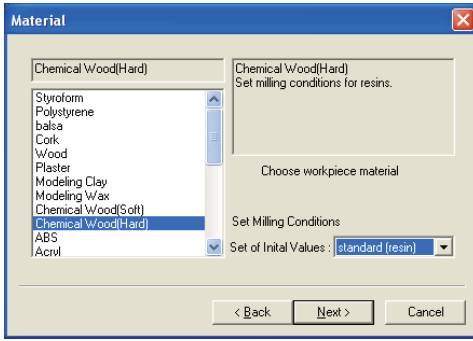 Material
Chemical Wood(Hard)
Styroform
Polystyrene
balsa
Cork
Wood
Plaster
Modeling Clay
Modeling Wax
Chemical Wood(Soft)
Chemical Wood(Hard)
ABS
Acryl
Chemical Wood(Hard)
Set milling conditions for resins.
Choose workpiece material
Set Milling Conditions
Set of Inital Values : standard (resin)
< Back
Next >
Cancel